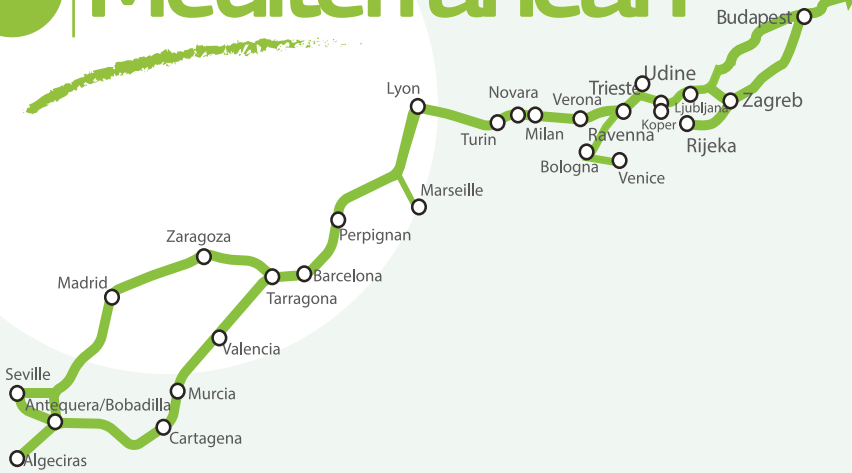 Mediterranean
Budapest
Udine
Lyon
Novara
Trieste
Verona
Ljubljana
Zagreb
Koper
Turin
Milan
Ravenna
Rijeka
Bologna
Venice
Marseille
Zaragoza
Perpignan
Madrid
Barcelona
Tarragona
Valencia
Seville
Murcia
Antequera/Bobadilla
Cartagena
Algeciras